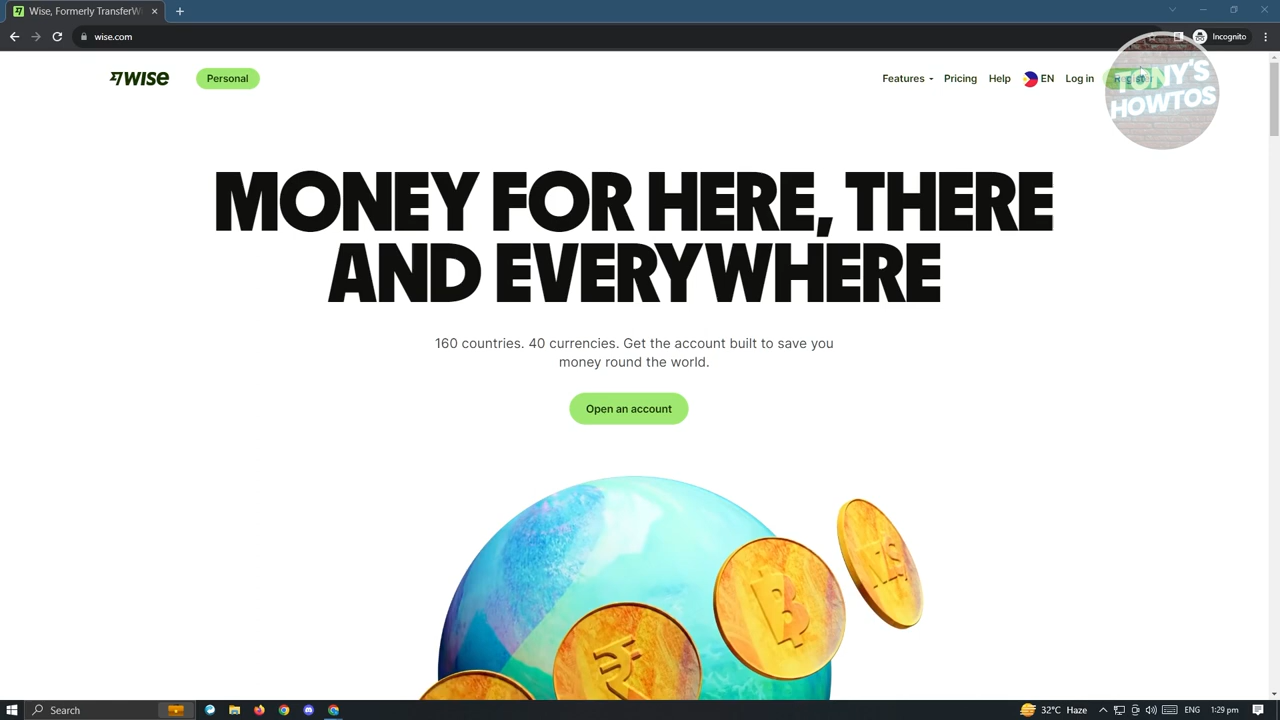 Wise, Formerly TransferW
wise.com
Incognito
WISE
Personal
Features
Pricing
Help
EN
Log in
Register
TONY'S
HOWTOS
MONEY FOR HERE, THERE
AND EVERYWHERE
160 countries. 40 currencies. Get the account built to save you
money round the world.
Open an account
Search
32°C Haze
ENG
1:29 pm